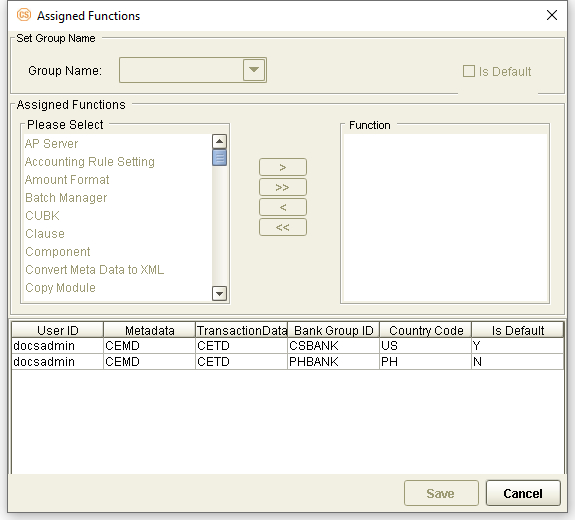 CS Assigned Functions
Set Group Name
Group Name:
Is Default
Assigned Functions
Please Select
AP Server
Accounting Rule Setting
Amount Format
Batch Manager
CUBK
Clause
Component
Convert Meta Data to XML
Copy Module
>
>>
<
<<
Function
User ID Metadata TransactionData Bank Group ID Country Code Is Default
docsadmin CEMD CETD CSBANK US Y
docsadmin CEMD CETD PHBANK PH N
Save Cancel